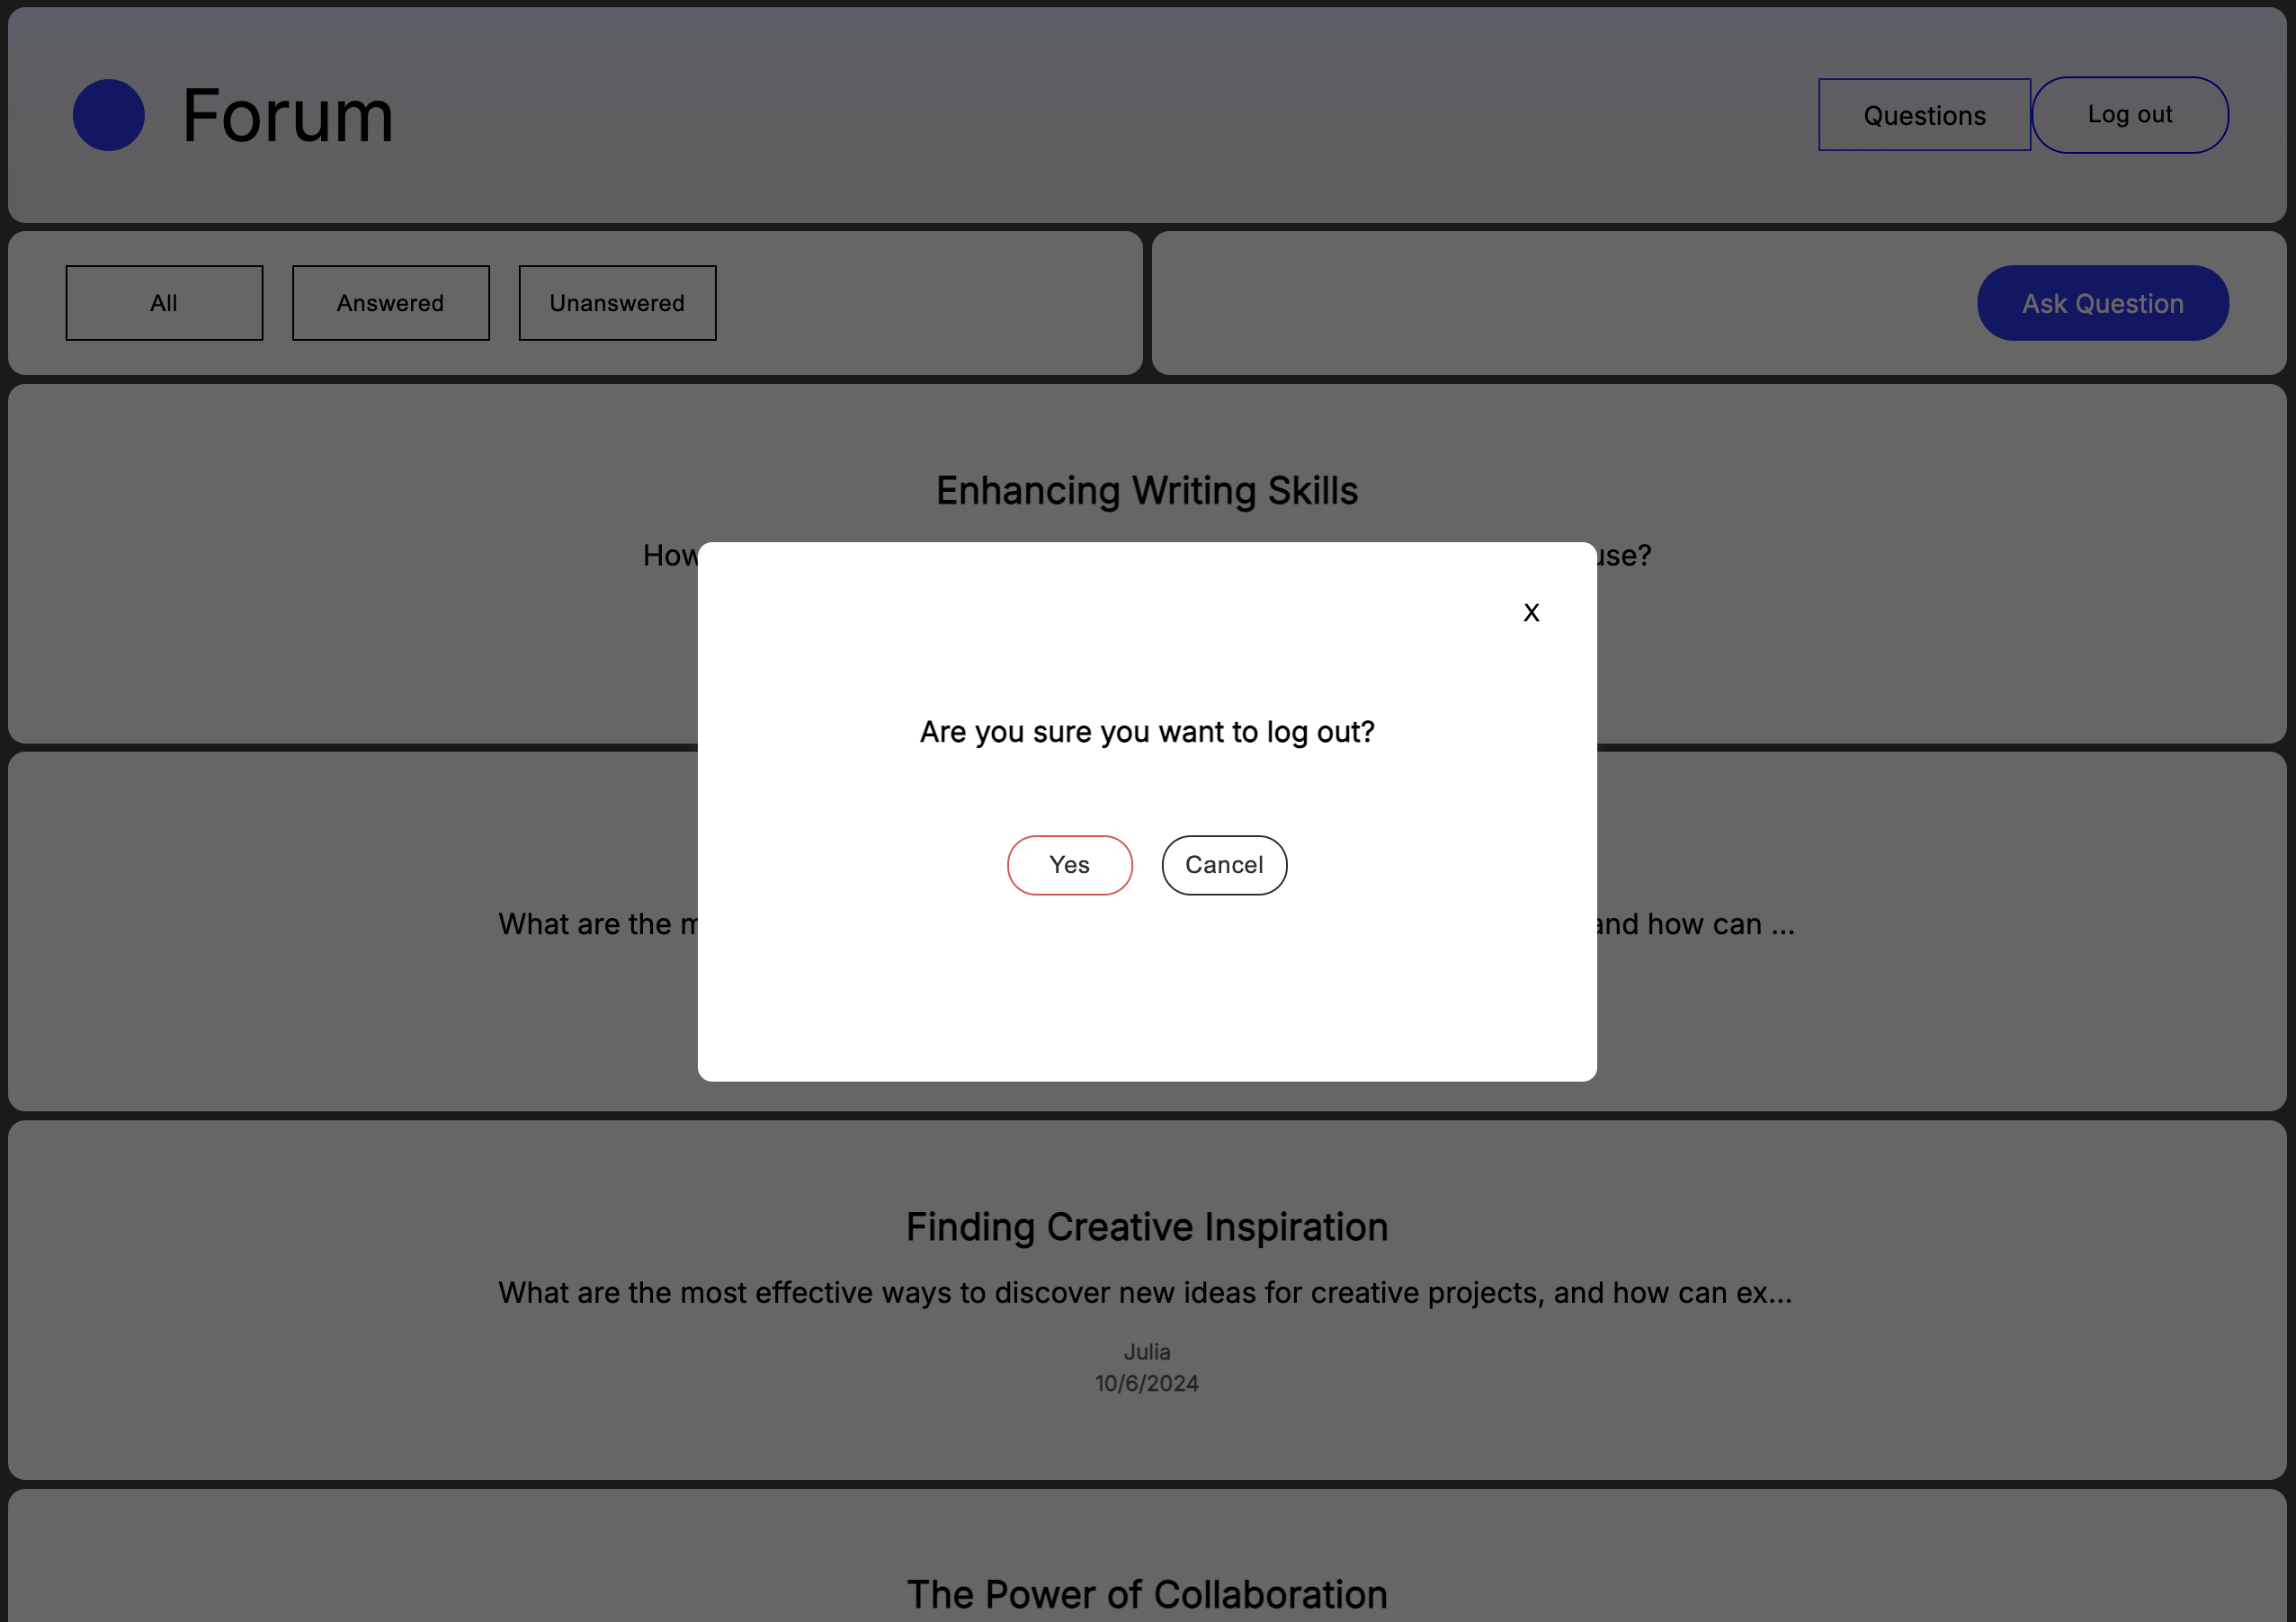 Forum
Questions
Log out
All
Answered
Unanswered
Ask Question
Enhancing Writing Skills
How
use?
X
Are you sure you want to log out?
Yes
Cancel
What are the
and how can ...
Finding Creative Inspiration
What are the most effective ways to discover new ideas for creative projects, and how can ex...
Julia
10/6/2024
The Power of Collaboration